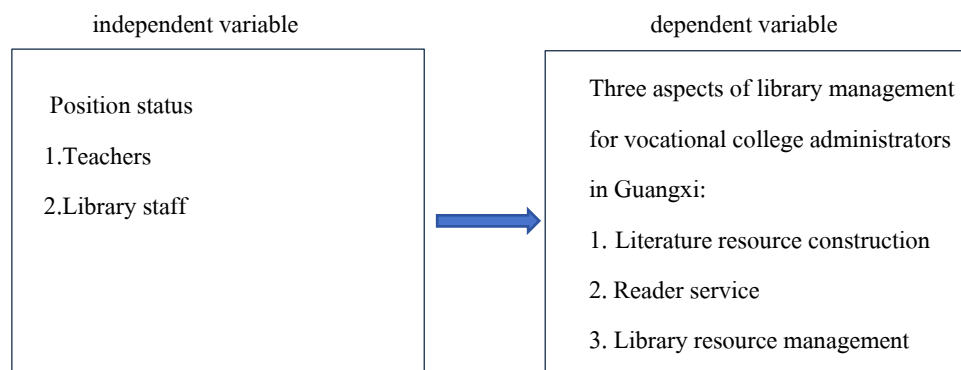 independent variable
Position status
1.Teachers
2.Library staff
dependent variable
Three aspects of library management
for vocational college administrators
in Guangxi:
1. Literature resource construction
2. Reader service
3. Library resource management